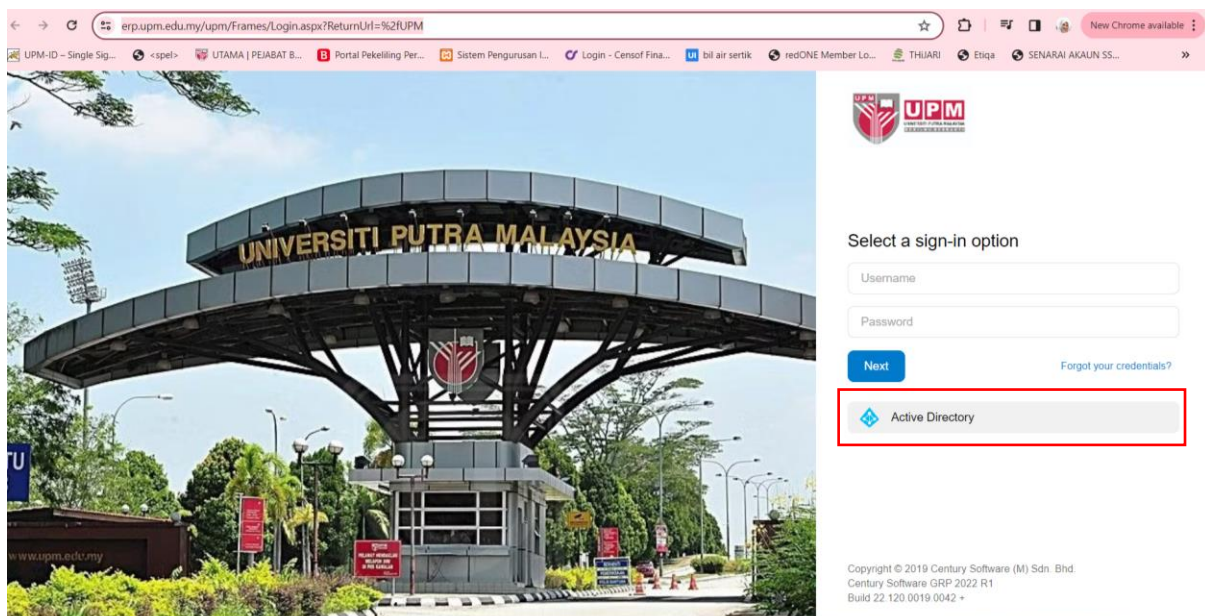 erp.upm.edu.my/upm/Frames/Login.aspx?ReturnUrl=%2fUPM
New Chrome available
UPM-ID – Single Sig...
<spel>
UTAMA | PEJABAT B...
Portal Pekeliling Per...
Sistem Pengurusan I...
Login - Censof Fina...
bil air sertik
redONE Member Lo...
THIJARI
Etiqa
SENARAI AKAUN SS...
»
UPM
UPM
UNIVERSITI PUTRA MALAYSIA
Select a sign-in option
Username
Password
Next
Forgot your credentials?
Active Directory
TU
www.upm.edu.my
Copyright © 2019 Century Software (M) Sdn. Bhd.
Century Software GRP 2022 R1
Build 22.120.0019.0042 +